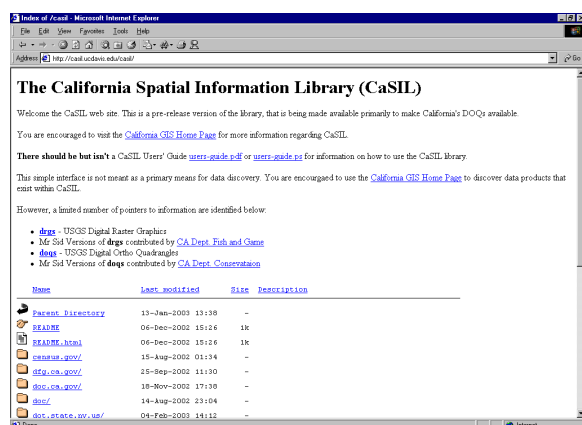 Index of /casil - Microsoft Internet Explorer
File Edit View Favorites Tools Help
Address http://casil.ucdavis.edu/casil/ Go
The California Spatial Information Library (CaSIL)
Welcome the CaSIL web site. This is a pre-release version of the library, that is being made available primarily to make California's DOQs available.
You are encouraged to visit the California GIS Home Page for more information regarding CaSIL.
There should be but isn't a CaSIL Users' Guide users-guide.pdf or users-guide.ps for information on how to use the CaSIL library.
This simple interface is not meant as a primary means for data discovery. You are encourgaed to use the California GIS Home Page to discover data products that
exist within CaSIL.
However, a limited number of pointers to information are identified below:
drgs - USGS Digital Raster Graphics
Mr Sid Versions of drgs contributed by CA Dept. Fish and Game
doqs - USGS Digital Ortho Quadrangles
Mr Sid Versions of doqs contributed by CA Dept. Consevataion
Name Last modified Size Description
Parent Directory 13-Jan-2003 13:38 -
README 06-Dec-2002 15:26 1k
README.html 06-Dec-2002 15:26 1k
census.gov/ 15-Aug-2002 01:34 -
dfg.ca.gov/ 25-Sep-2002 11:30 -
doc.ca.gov/ 18-Nov-2002 17:38 -
doc/ 14-Aug-2002 23:04 -
dot.state.nv.us/ 04-Feb-2003 14:12 -
Done Internet